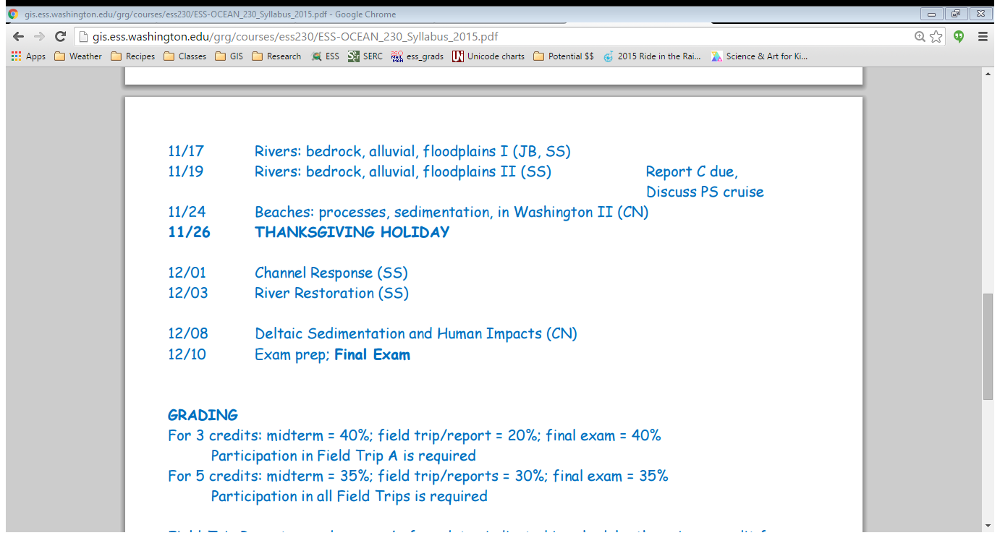 gis.ess.washington.edu/grg/courses/ess230/ESS-OCEAN_230_Syllabus_2015.pdf - Google Chrome
gis.ess.washington.edu/grg/courses/ess230/ESS-OCEAN_230_Syllabus_2015.pdf
Apps Weather Recipes Classes GIS Research ESS SERC ess_grads Unicode charts Potential $$ 2015 Ride in the Rai... Science & Art for Ki...
11/17 Rivers: bedrock, alluvial, floodplains I (JB, SS)
11/19 Rivers: bedrock, alluvial, floodplains II (SS) Report C due,
Discuss PS cruise
11/24 Beaches: processes, sedimentation, in Washington II (CN)
11/26 THANKSGIVING HOLIDAY
12/01 Channel Response (SS)
12/03 River Restoration (SS)
12/08 Deltaic Sedimentation and Human Impacts (CN)
12/10 Exam prep; Final Exam
GRADING
For 3 credits: midterm = 40%; field trip/report = 20%; final exam = 40%
Participation in Field Trip A is required
For 5 credits: midterm = 35%; field trip/reports = 30%; final exam = 35%
Participation in all Field Trips is required